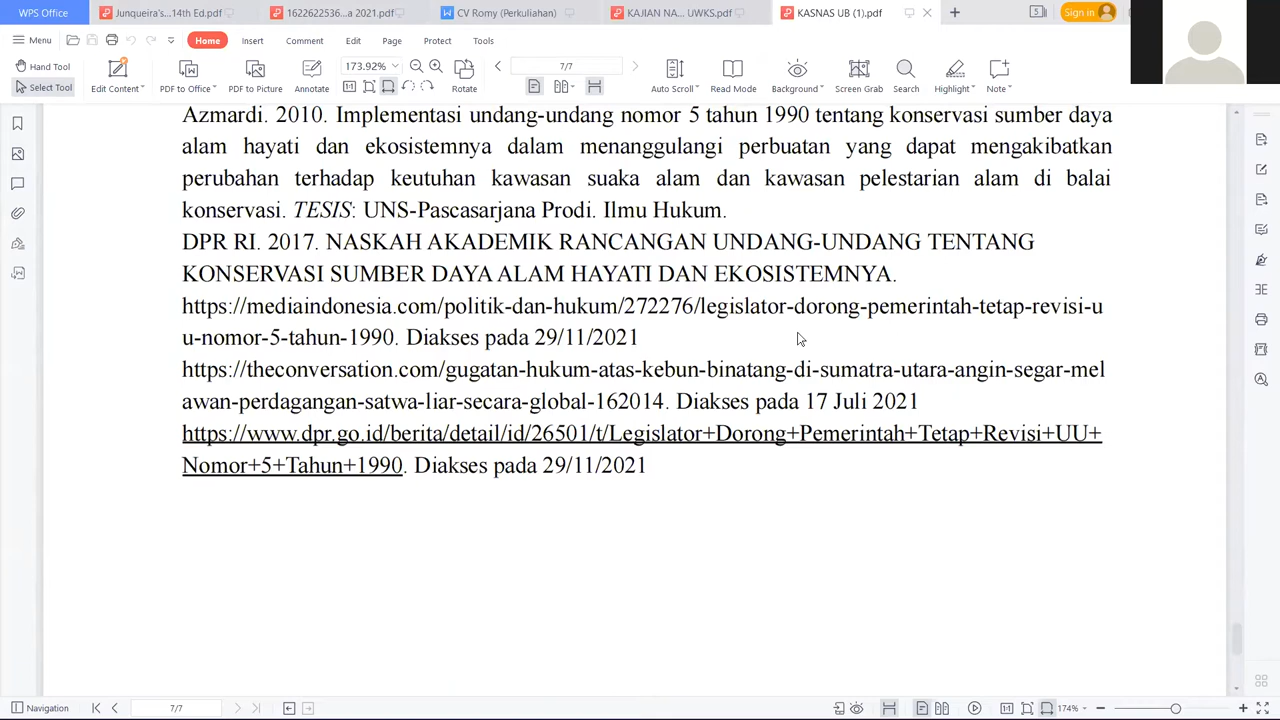 WPS Office
Junqueira's...14th Ed.pdf
1622622536...a 2021.pdf
CV Romy (Perkuliahan)
KAJIAN NA... UWKS.pdf
KASNAS UB (1).pdf
5
Sign in
Menu
Home
Insert
Comment
Edit
Page
Protect
Tools
Hand Tool
Select Tool
Edit Content
PDF to Office
PDF to Picture
Annotate
173.92%
Rotate
7/7
Auto Scroll
Read Mode
Background
Screen Grab
Search
Highlight
Note
Azmardi. 2010. Implementasi undang-undang nomor 5 tahun 1990 tentang konservasi sumber daya
alam hayati dan ekosistemnya dalam menanggulangi perbuatan yang dapat mengakibatkan
perubahan terhadap keutuhan kawasan suaka alam dan kawasan pelestarian alam di balai
konservasi. TESIS: UNS-Pascasarjana Prodi. Ilmu Hukum.
DPR RI. 2017. NASKAH AKADEMIK RANCANGAN UNDANG-UNDANG TENTANG
KONSERVASI SUMBER DAYA ALAM HAYATI DAN EKOSISTEMNYA.
https://mediaindonesia.com/politik-dan-hukum/272276/legislator-dorong-pemerintah-tetap-revisi-u
u-nomor-5-tahun-1990. Diakses pada 29/11/2021
https://theconversation.com/gugatan-hukum-atas-kebun-binatang-di-sumatra-utara-angin-segar-mel
awan-perdagangan-satwa-liar-secara-global-162014. Diakses pada 17 Juli 2021
https://www.dpr.go.id/berita/detail/id/26501/t/Legislator+Dorong+Pemerintah+Tetap+Revisi+UU+
Nomor+5+Tahun+1990. Diakses pada 29/11/2021
Navigation
7/7
174%